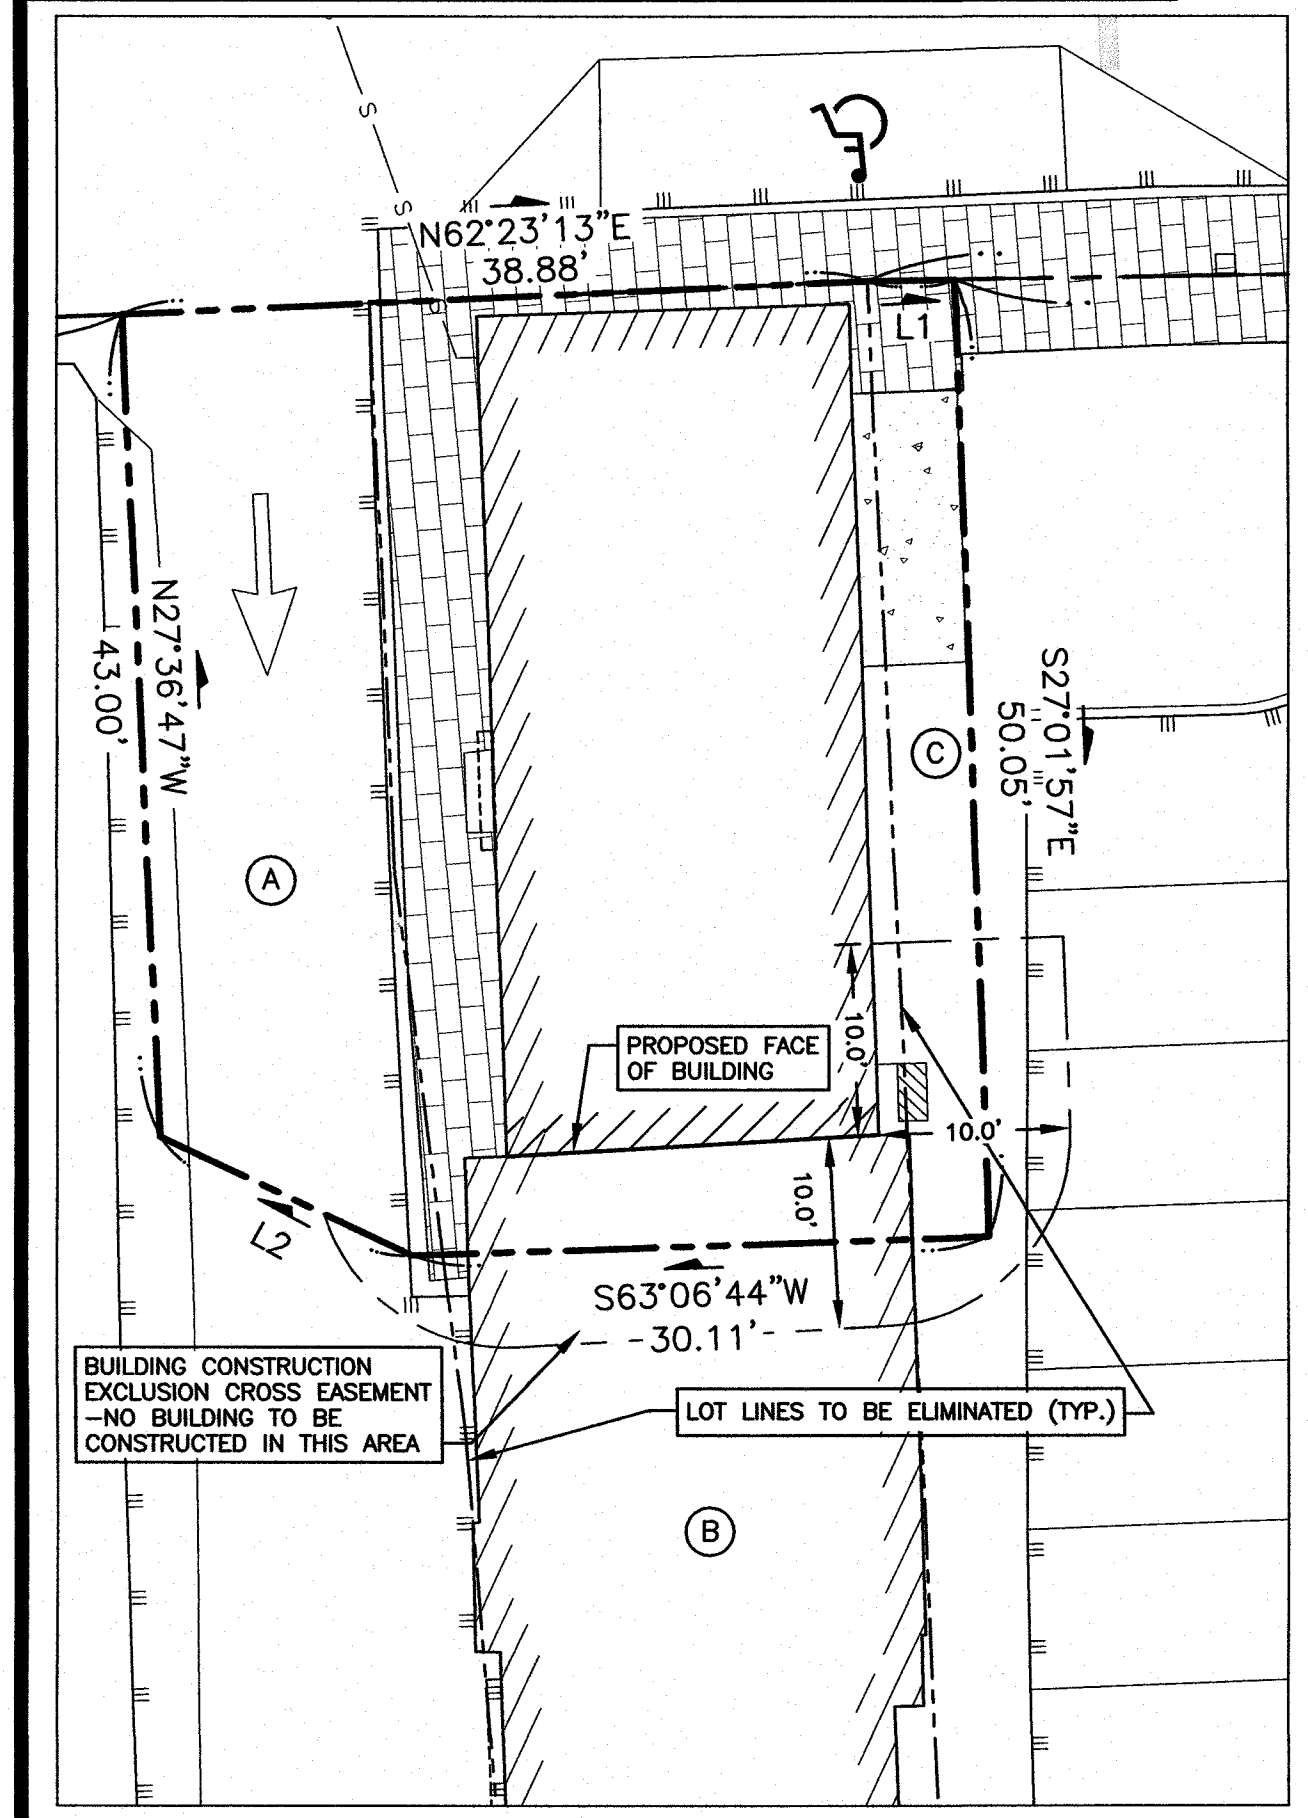 S
S
N62°23'13"E
38.88'
L1
N27°36'47"W
43.00'
S27°01'57"E
50.05'
C
A
10.0'
PROPOSED FACE
OF BUILDING
10.0'
10.0'
L2
S63°06'44"W
30.11'
BUILDING CONSTRUCTION
EXCLUSION CROSS EASEMENT
–NO BUILDING TO BE
CONSTRUCTED IN THIS AREA
LOT LINES TO BE ELIMINATED (TYP.)
B